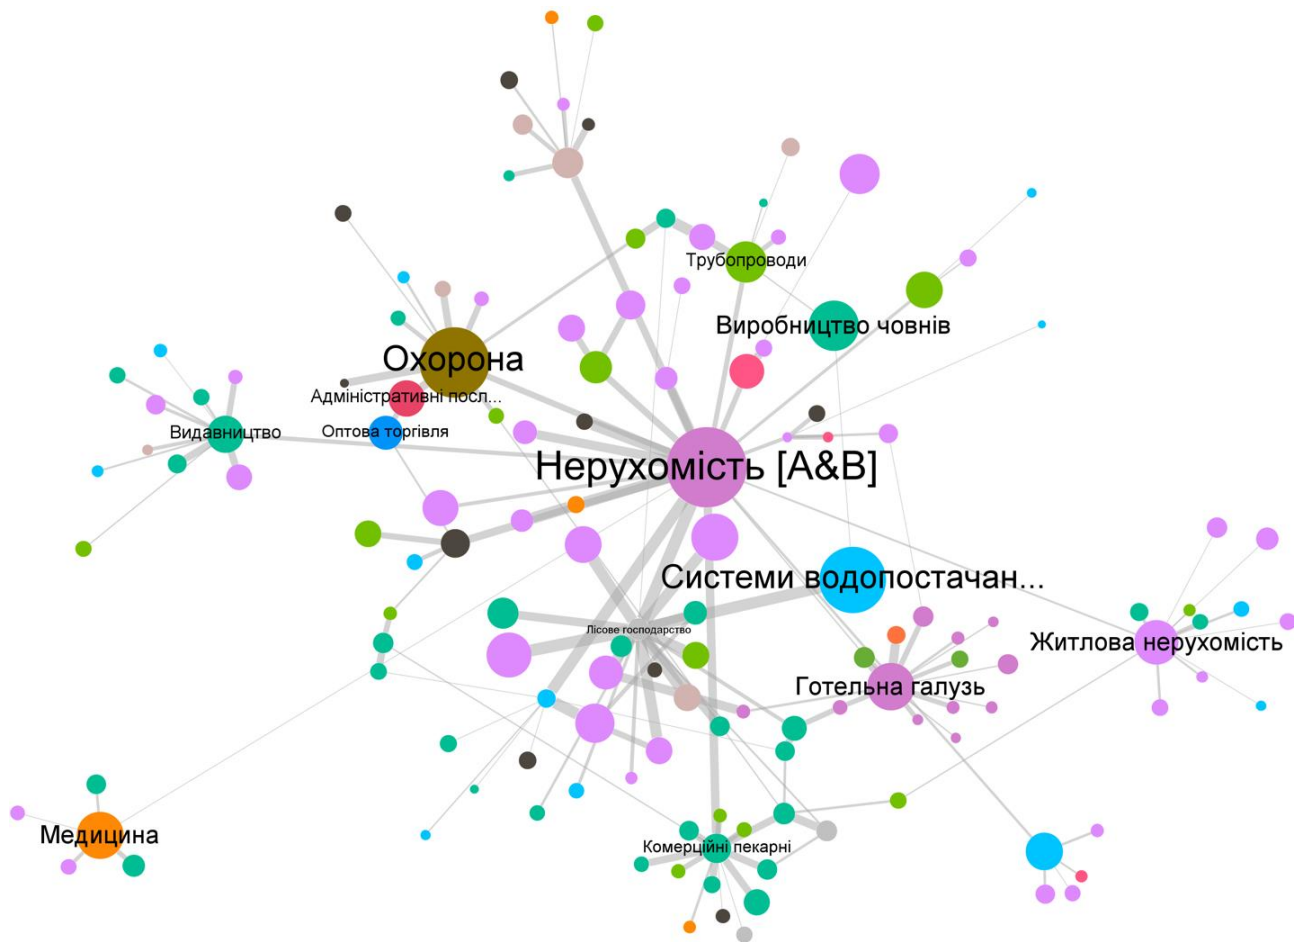 Трубопроводи
Виробництво човнів
Охорона
Адміністративні посл...
Видавництво
Оптова торгівля
Нерухомість [A&B]
Системи водопостачан...
Лісове господарство
Житлова нерухомість
Готельна галузь
Медицина
Комерційні пекарні